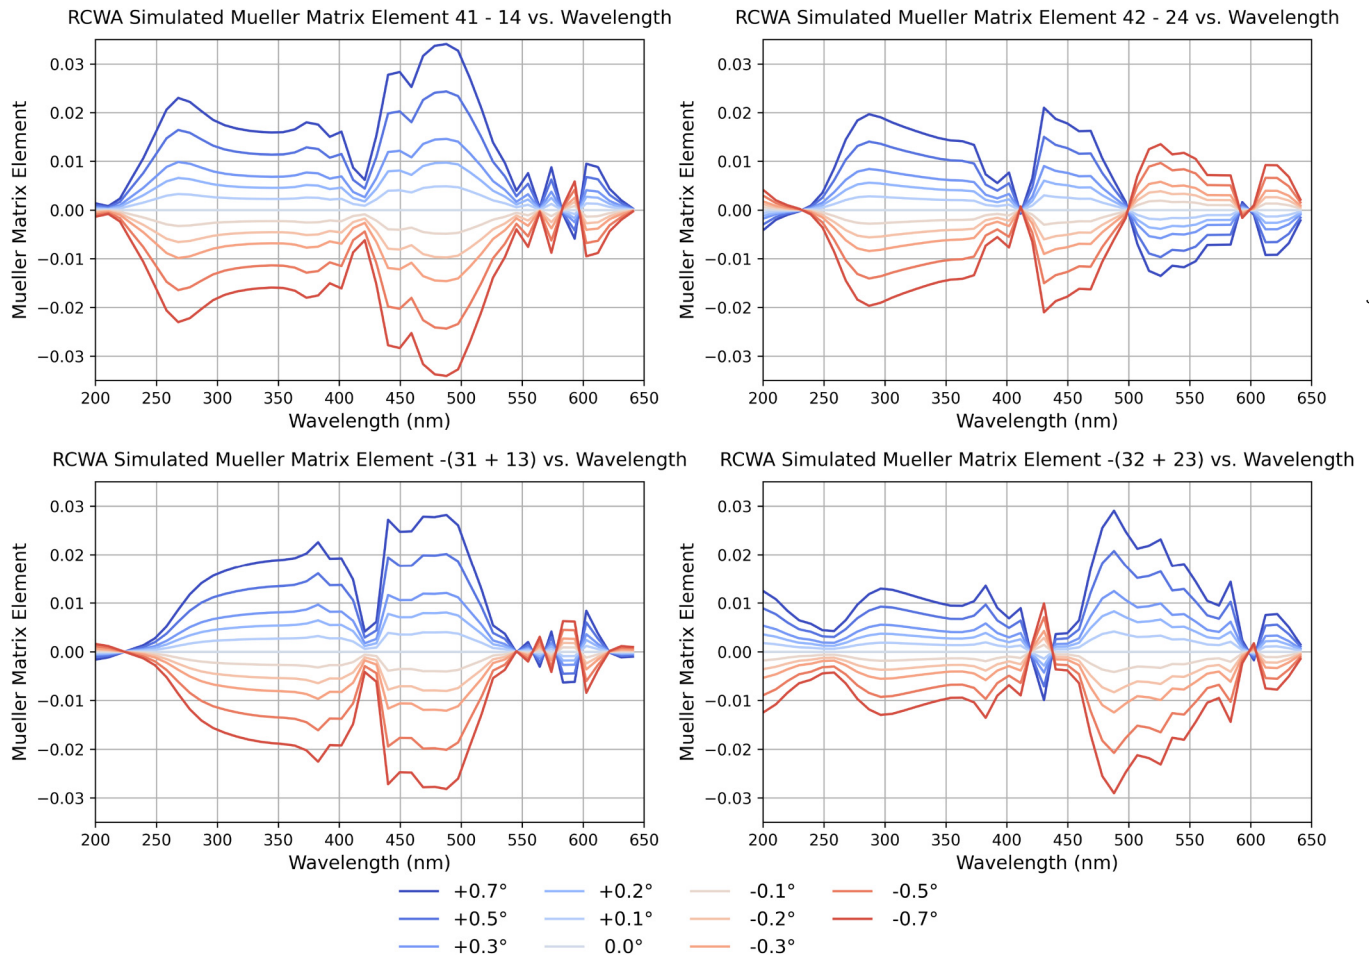 RCWA Simulated Mueller Matrix Element 41 - 14 vs. Wavelength
Mueller Matrix Element
0.03
0.02
0.01
0.00
−0.01
−0.02
−0.03
200 250 300 350 400 450 500 550 600 650
Wavelength (nm)
RCWA Simulated Mueller Matrix Element 42 - 24 vs. Wavelength
Mueller Matrix Element
0.03
0.02
0.01
0.00
−0.01
−0.02
−0.03
200 250 300 350 400 450 500 550 600 650
Wavelength (nm)
RCWA Simulated Mueller Matrix Element -(31 + 13) vs. Wavelength
Mueller Matrix Element
0.03
0.02
0.01
0.00
−0.01
−0.02
−0.03
200 250 300 350 400 450 500 550 600 650
Wavelength (nm)
RCWA Simulated Mueller Matrix Element -(32 + 23) vs. Wavelength
Mueller Matrix Element
0.03
0.02
0.01
0.00
−0.01
−0.02
−0.03
200 250 300 350 400 450 500 550 600 650
Wavelength (nm)
+0.7° +0.2° -0.1° -0.5°
+0.5° +0.1° -0.2° -0.7°
+0.3° 0.0° -0.3°